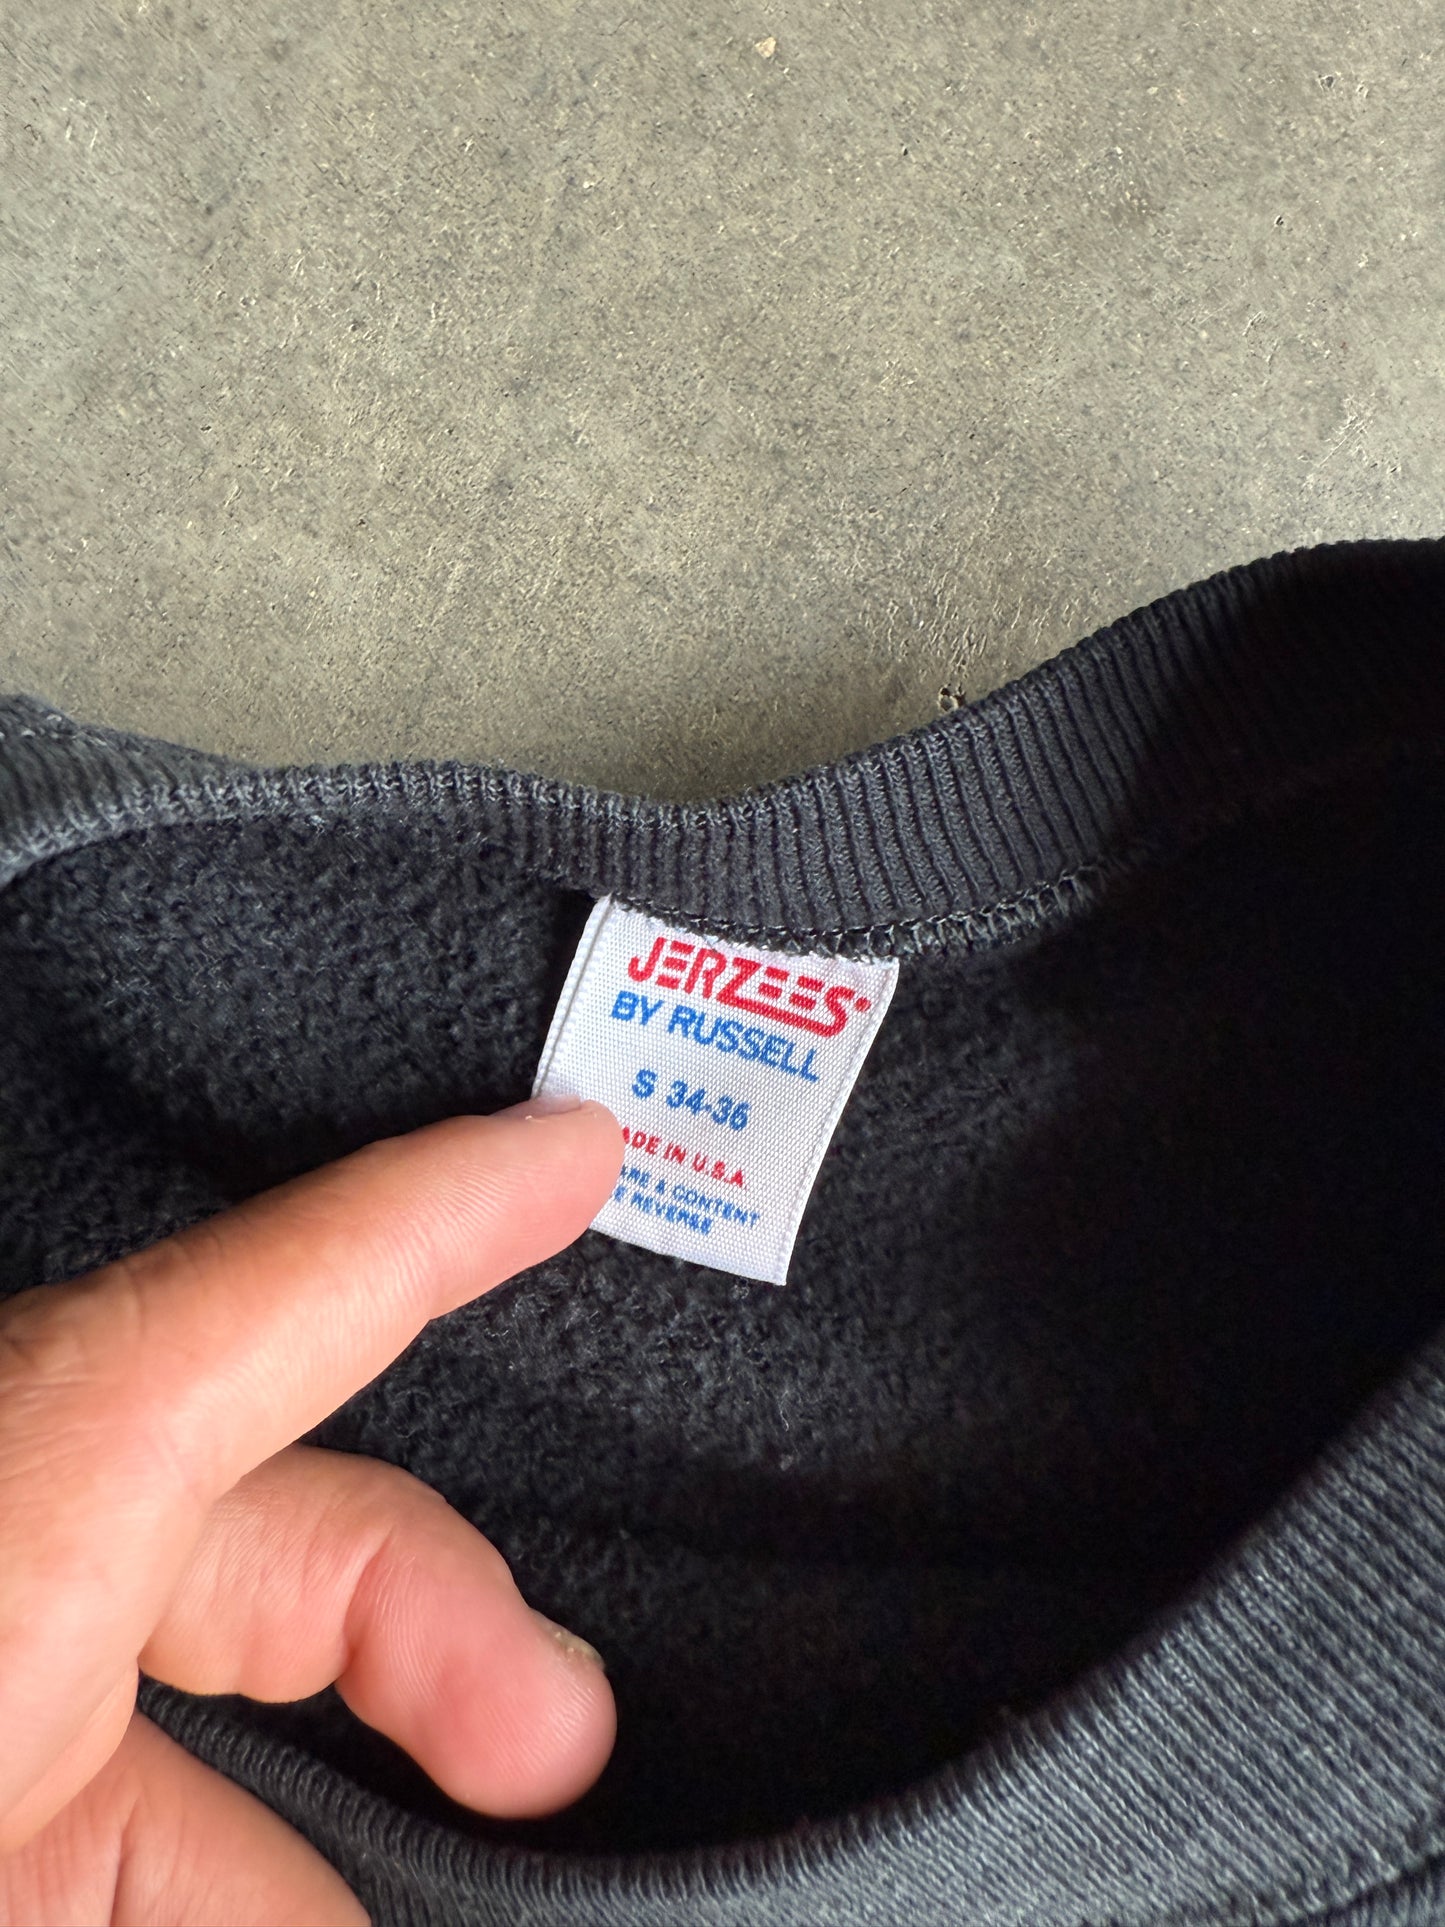 JERZEES®
BY RUSSELL
S 34-36
ADE IN U.S.A
ARE & CONTENT
REVERSE